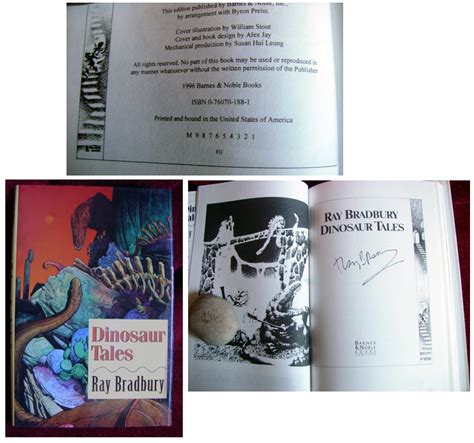 This edition published by Barnes & Noble, Inc.,
by arrangement with Byron Preiss.
Cover illustration by William Stout
Cover and book design by Alex Jay
Mechanical production by Susan Hui Leung
All rights reserved. No part of this book may be used or reproduced in
any manner whatsoever without the written permission of the Publisher.
1996 Barnes & Noble Books
ISBN 0-76070-188-1
Printed and bound in the United States of America
M 9 8 7 6 5 4 3 2 1
FG
Dinosaur
Tales
Ray Bradbury
RAY BRADBURY
DINOSAUR TALES
BARNES
& NOBLE
BOOKS